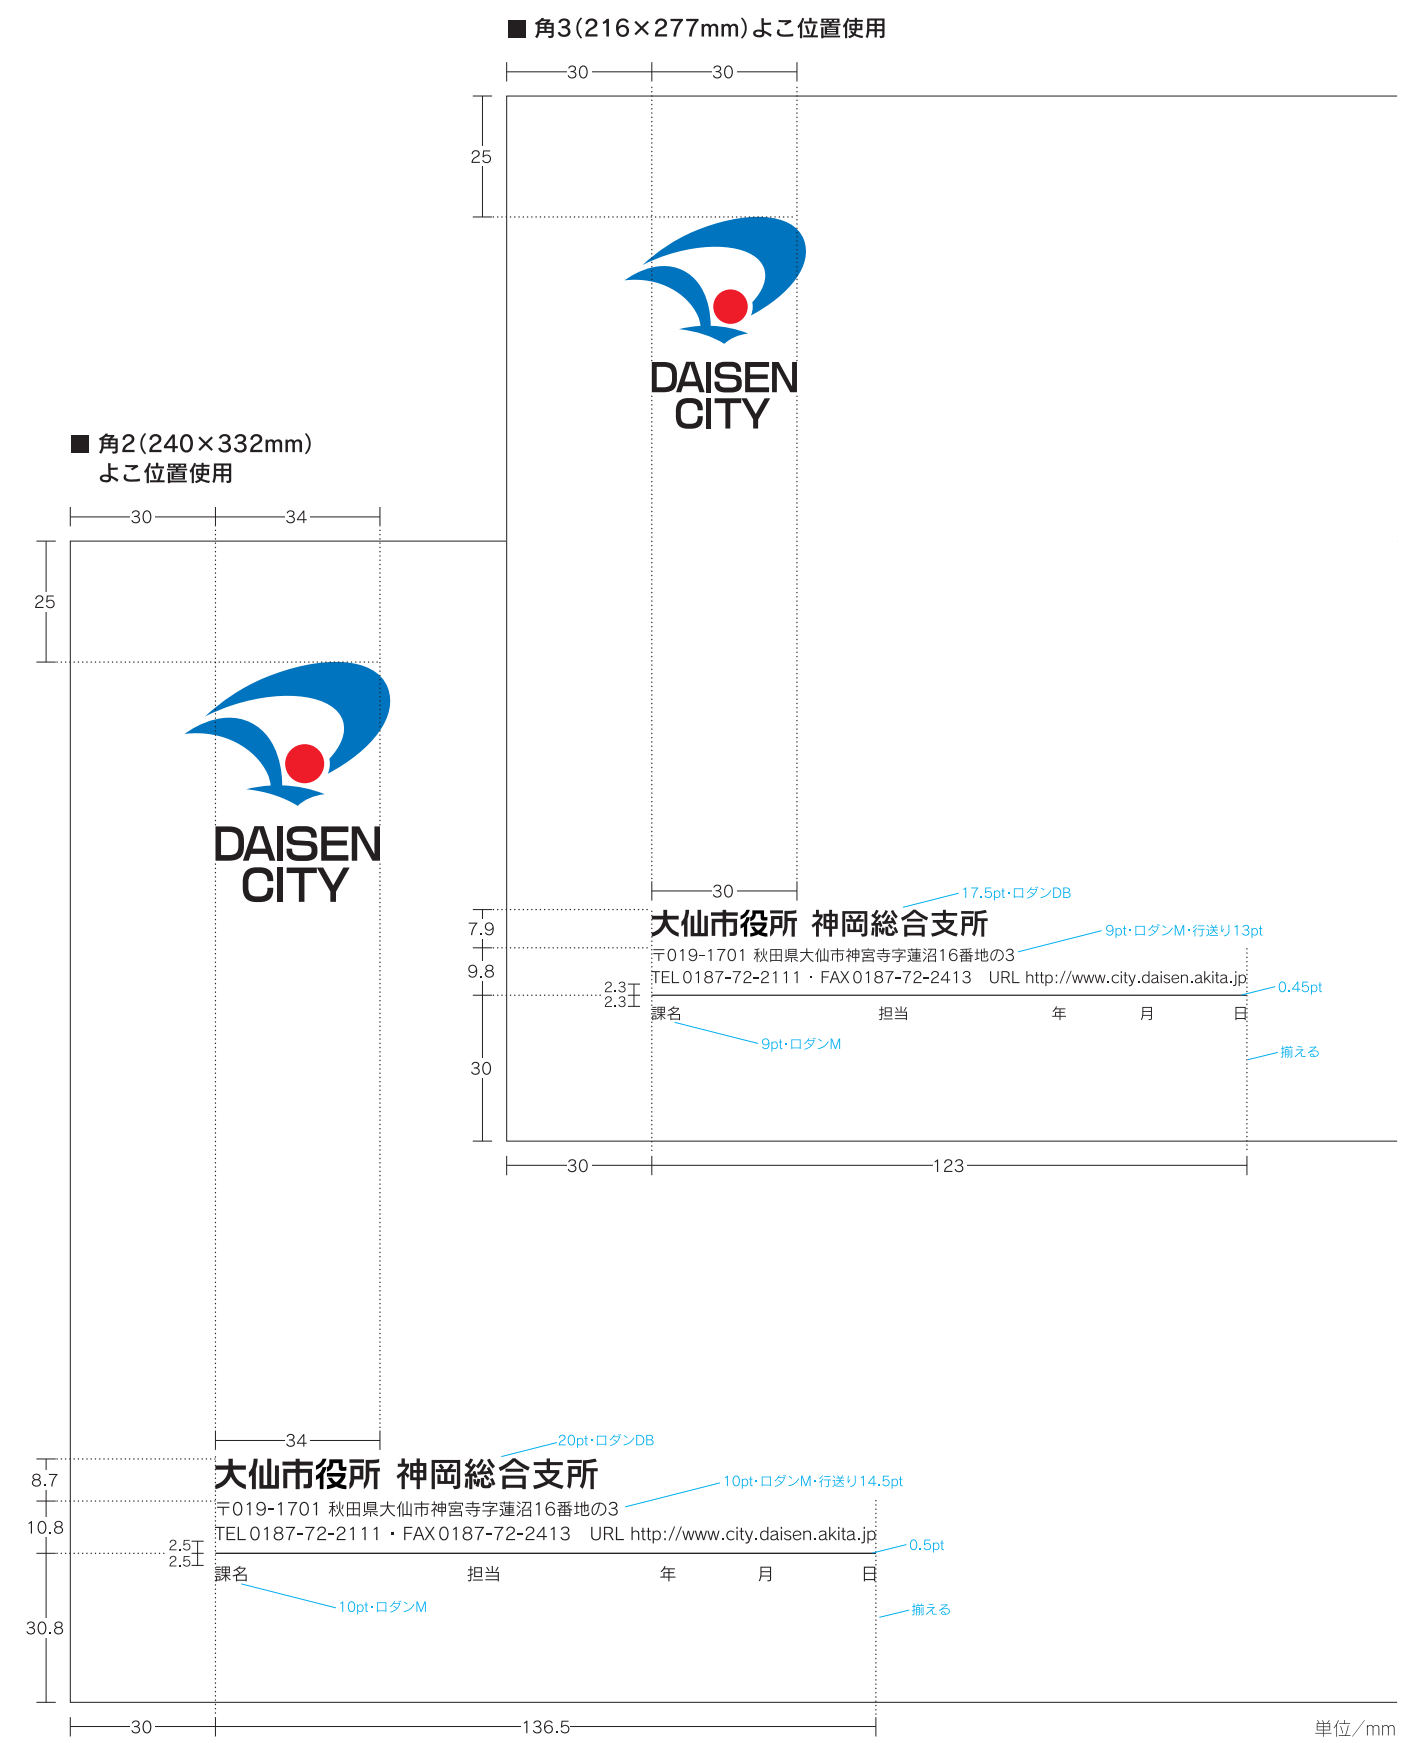 ■ 角3(216×277mm)よこ位置使用
30 30
25
DAISEN
CITY
30
17.5pt・ロダンDB
7.9
大仙市役所 神岡総合支所
9pt・ロダンM・行送り13pt
〒019-1701 秋田県大仙市神宮寺字蓮沼16番地の3
9.8
TEL 0187-72-2111・FAX 0187-72-2413 URL http://www.city.daisen.akita.jp
2.3
2.3
0.45pt
課名 担当 年 月 日
9pt・ロダンM
揃える
30
30 123
■ 角2(240×332mm)
よこ位置使用
30 34
25
DAISEN
CITY
34
20pt・ロダンDB
8.7
大仙市役所 神岡総合支所
10pt・ロダンM・行送り14.5pt
〒019-1701 秋田県大仙市神宮寺字蓮沼16番地の3
10.8
TEL 0187-72-2111・FAX 0187-72-2413 URL http://www.city.daisen.akita.jp
2.5
2.5
0.5pt
課名 担当 年 月 日
10pt・ロダンM
揃える
30.8
30 136.5
単位/mm